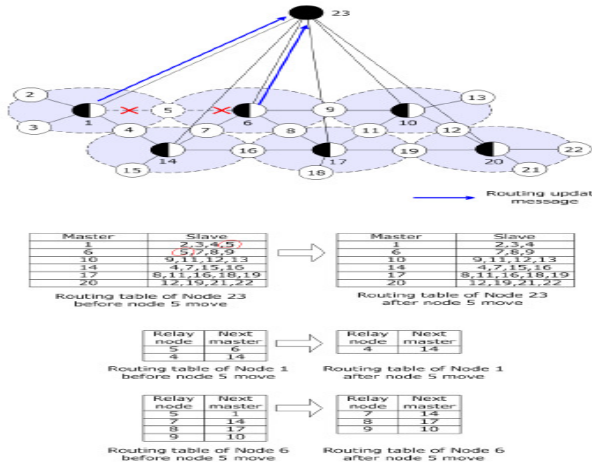 23
2
13
5
9
1
6
10
3
4
7
8
11
12
14
16
17
19
20
22
15
18
21
Routing updat
message
Master Slave
1 2,3,4,5
6 5,7,8,9
10 9,11,12,13
14 4,7,15,16
17 8,11,16,18,19
20 12,19,21,22
Routing table of Node 23
before node 5 move
Master Slave
1 2,3,4
6 7,8,9
10 9,11,12,13
14 4,7,15,16
17 8,11,16,18,19
20 12,19,21,22
Routing table of Node 23
after node 5 move
Relay Next
node master
5 6
4 14
Routing table of Node 1
before node 5 move
Relay Next
node master
4 14
Routing table of Node 1
after node 5 move
Relay Next
node master
5 1
7 14
8 17
9 10
Routing table of Node 6
before node 5 move
Relay Next
node master
7 14
8 17
9 10
Routing table of Node 6
after node 5 move